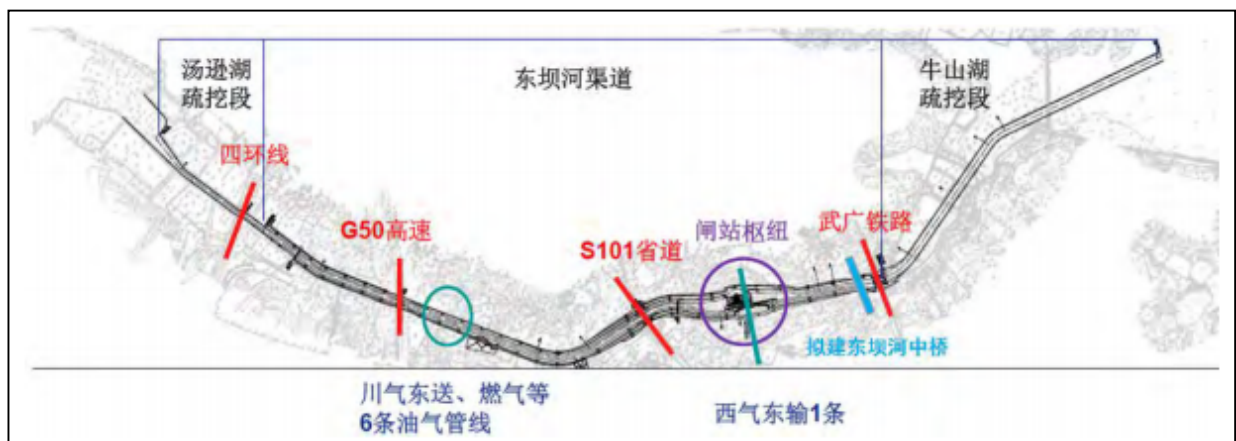 汤逊湖
疏挖段
东坝河渠道
牛山湖
疏挖段
四环线
G50高速
S101省道
闸站枢纽
武广铁路
拟建东坝河中桥
川气东送、燃气等
6条油气管线
西气东输1条